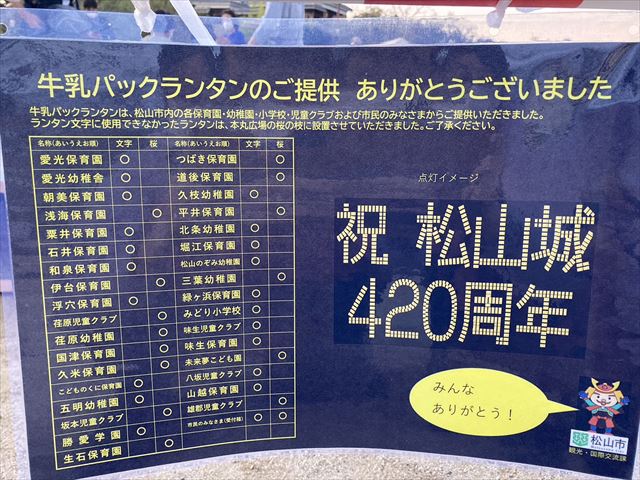 牛乳パックランタンのご提供 ありがとうございました
牛乳パックランタンは、松山市内の各保育園・幼稚園・小学校・児童クラブおよび市民のみなさまからご提供いただきました。
ランタン文字に使用できなかったランタンは、本丸広場の桜の枝に設置させていただきました。ご了承ください。
名称(あいうえお順) 文字 桜 名称(あいうえお順) 文字 桜
愛光保育園 ○ つばき保育園 ○
愛光幼稚舎 ○ 道後保育園 ○
朝美保育園 ○ 久枝幼稚園 ○
浅海保育園 ○ 平井保育園 ○
粟井保育園 ○ 北条幼稚園 ○
石井保育園 ○ 堀江保育園 ○
和泉保育園 ○ 松山のぞみ幼稚園 ○
伊台保育園 ○ 三葉幼稚園 ○
浮穴保育園 ○ 緑ヶ浜保育園 ○
荏原児童クラブ ○ みどり小学校 ○
荏原幼稚園 ○ 味生児童クラブ ○
国津保育園 ○ 味生保育園 ○
久米保育園 ○ 未来夢こども園 ○
こどものくに保育園 ○ 八坂児童クラブ ○
五明幼稚園 ○ 山越保育園 ○
坂本児童クラブ ○ 雄郡児童クラブ ○ ○
勝愛学園 ○ 市民のみなさま(受付箱) ○ ○
生石保育園 ○
点灯イメージ
祝 松山城
420周年
みんな
ありがとう！
松山市
観光・国際交流課